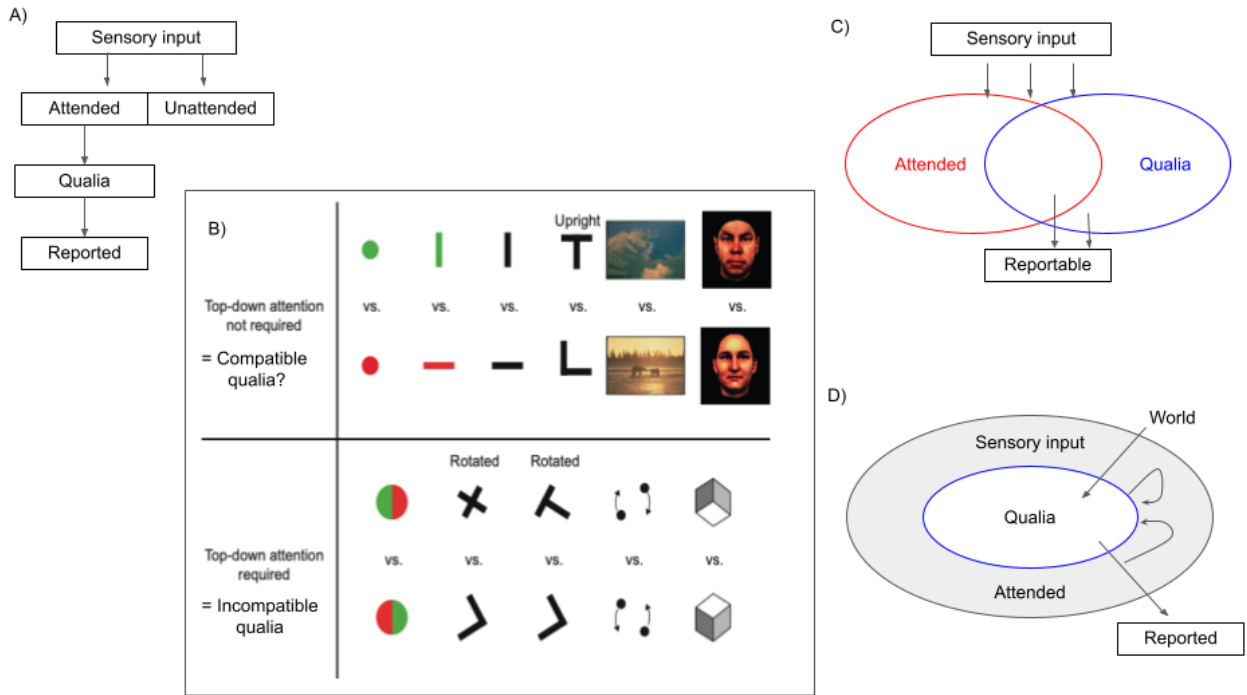 A)
Sensory input
Attended
Unattended
Qualia
Reported
B)
Upright
Top-down attention
not required
vs.
vs.
vs.
vs.
vs.
vs.
= Compatible
qualia?
Rotated
Rotated
Top-down attention
required
vs.
vs.
vs.
vs.
vs.
= Incompatible
qualia
C)
Sensory input
Attended
Qualia
Reportable
D)
World
Sensory input
Qualia
Attended
Reported